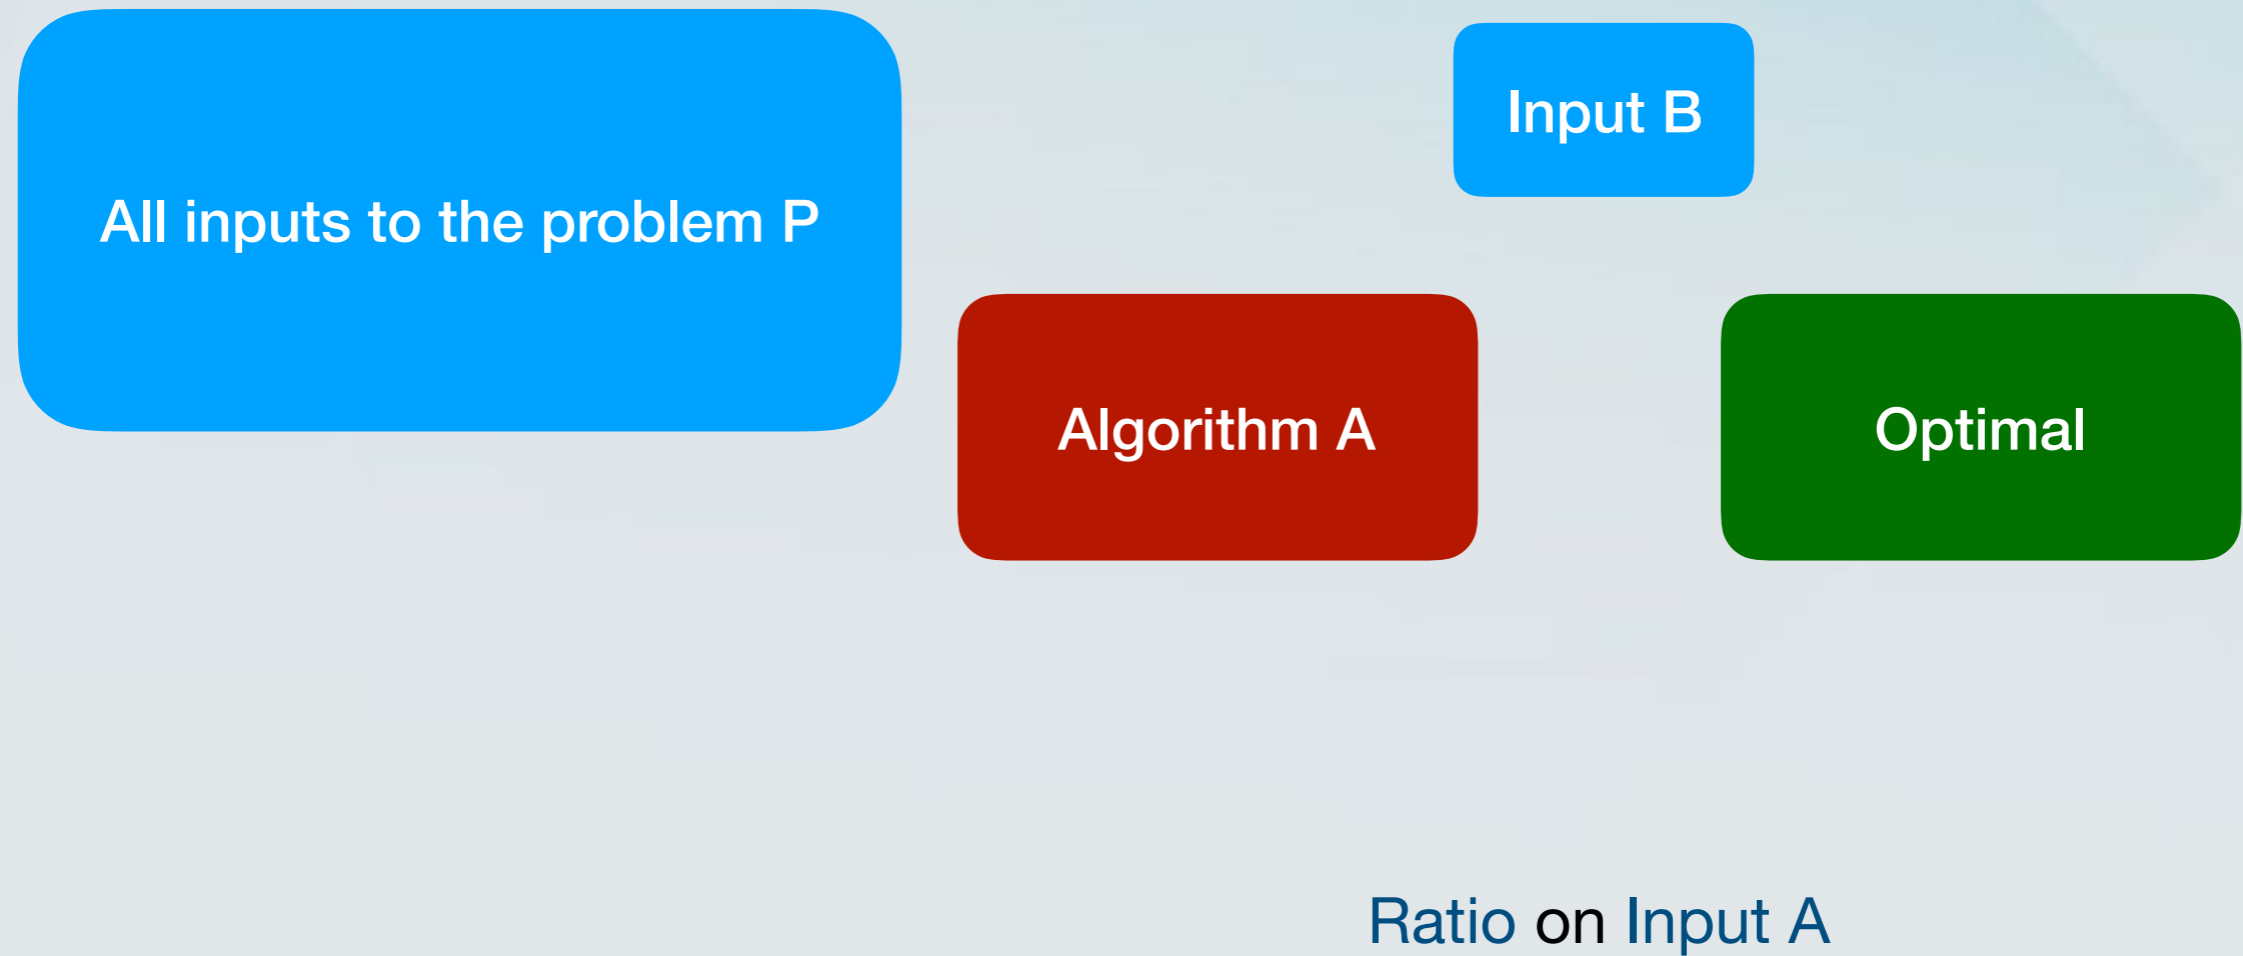 Input B
All inputs to the problem P
Algorithm A
Optimal
Ratio on Input A